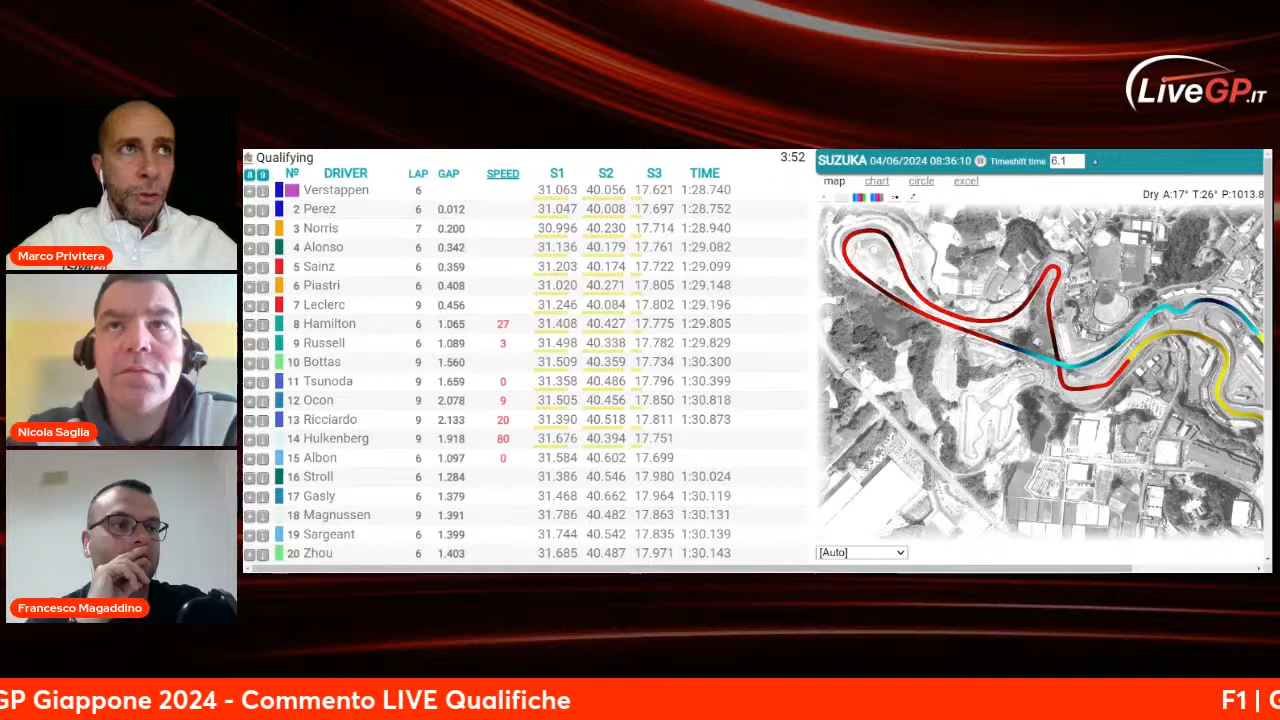 LiveGP.IT
Marco Privitera
Nicola Saglia
Francesco Magaddino
Qualifying 3:52
8 9 Nº DRIVER LAP GAP SPEED S1 S2 S3 TIME
Verstappen 6 31.063 40.056 17.621 1:28.740
2 Perez 6 0.012 31.047 40.008 17.697 1:28.752
3 Norris 7 0.200 30.996 40.230 17.714 1:28.940
4 Alonso 6 0.342 31.136 40.179 17.761 1:29.082
5 Sainz 6 0.359 31.203 40.174 17.722 1:29.099
6 Piastri 6 0.408 31.020 40.271 17.805 1:29.148
7 Leclerc 9 0.456 31.246 40.084 17.802 1:29.196
8 Hamilton 6 1.065 27 31.408 40.427 17.775 1:29.805
9 Russell 6 1.089 3 31.498 40.338 17.782 1:29.829
10 Bottas 9 1.560 31.509 40.359 17.734 1:30.300
11 Tsunoda 9 1.659 0 31.358 40.486 17.796 1:30.399
12 Ocon 9 2.078 9 31.505 40.456 17.850 1:30.818
13 Ricciardo 9 2.133 20 31.390 40.518 17.811 1:30.873
14 Hulkenberg 9 1.918 80 31.676 40.394 17.751
15 Albon 6 1.097 0 31.584 40.602 17.699
16 Stroll 6 1.284 31.386 40.546 17.980 1:30.024
17 Gasly 6 1.379 31.468 40.662 17.964 1:30.119
18 Magnussen 9 1.391 31.786 40.482 17.863 1:30.131
19 Sargeant 6 1.399 31.744 40.542 17.835 1:30.139
20 Zhou 6 1.403 31.685 40.487 17.971 1:30.143
SUZUKA 04/06/2024 08:36:10 Timeshift time 6.1
map chart circle excel
Dry A:17° T:26° P:1013.8
[Auto]
GP Giappone 2024 - Commento LIVE Qualifiche F1 |